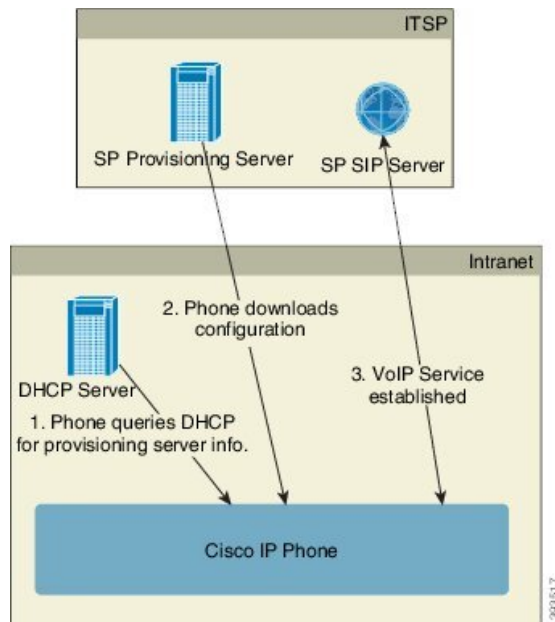 ITSP
SP Provisioning Server
SP SIP Server
Intranet
2. Phone downloads
configuration
DHCP Server
3. VoIP Service
established
1. Phone queries DHCP
for provisioning server info.
Cisco IP Phone
393517